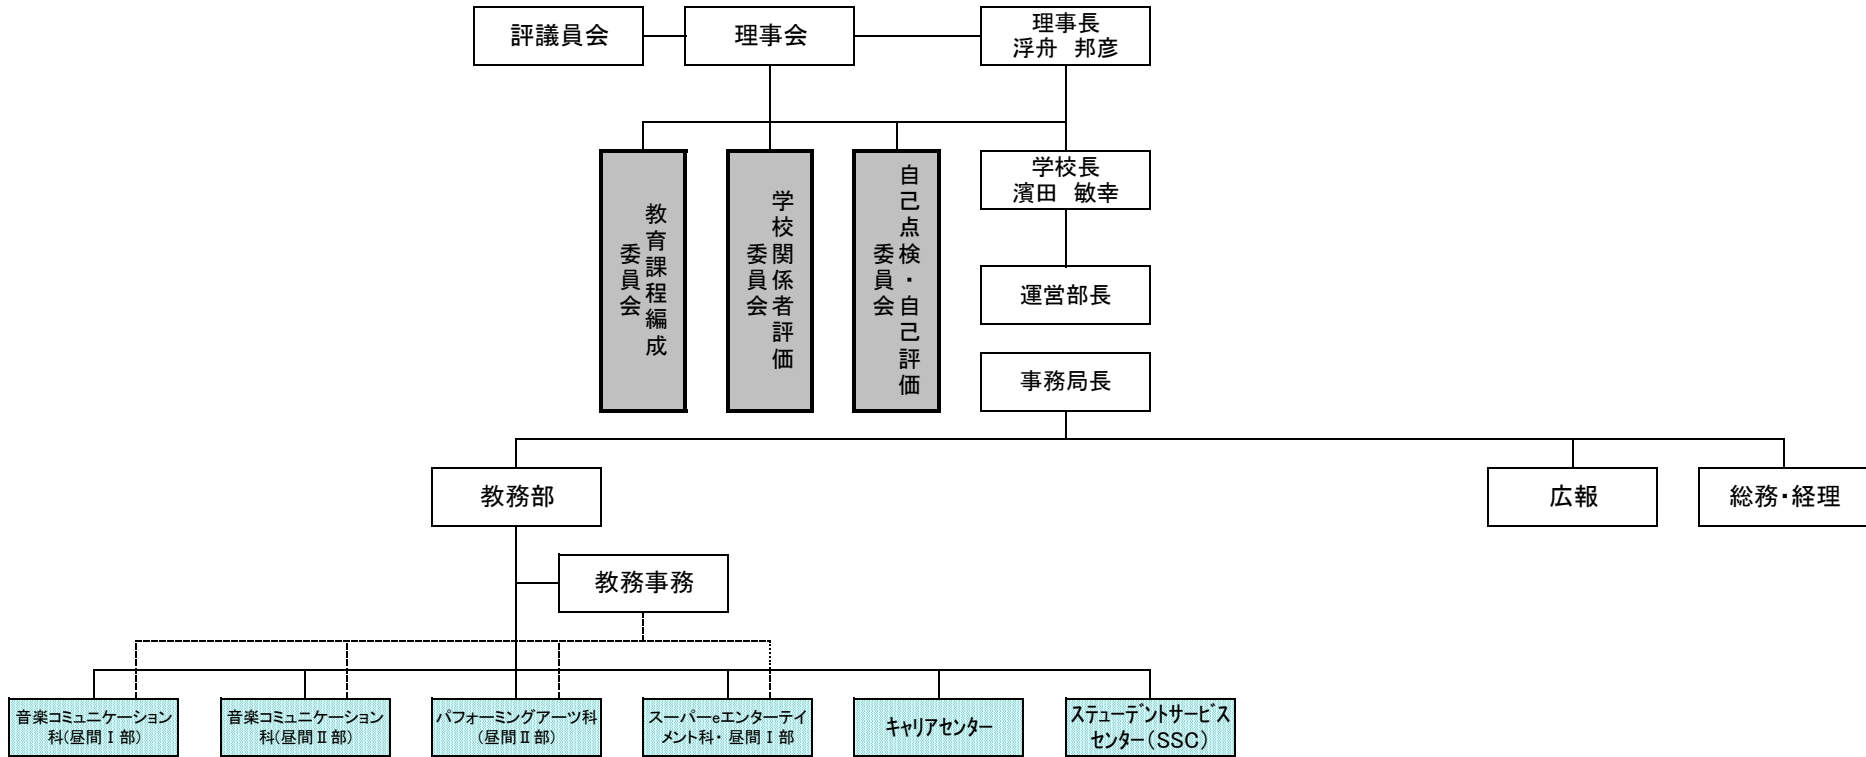 評議員会
理事会
理事長
浮舟　邦彦
教育課程編成
委員会
学校関係者評価
委員会
自己点検・自己評価
委員会
学校長
濱田　敏幸
運営部長
事務局長
教務部
広報
総務・経理
教務事務
音楽コミュニケーション
科(昼間Ⅰ部)
音楽コミュニケーション
科(昼間Ⅱ部)
パフォーミングアーツ科
(昼間Ⅱ部)
スーパーeエンターテイ
メント科・昼間Ⅰ部
キャリアセンター
ステューデントサービス
センター(SSC)